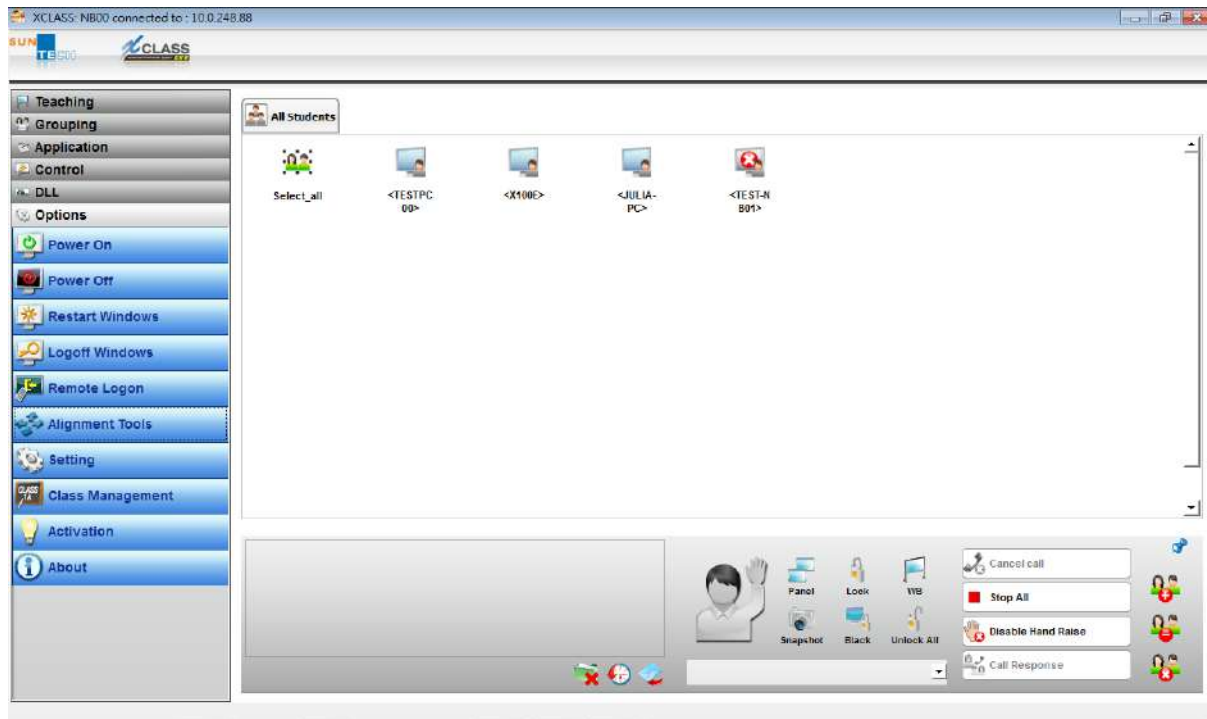 XCLASS: NB00 connected to : 10.0.248.88
SUN
XCLASS
Teaching
Grouping
Application
Control
DLL
Options
Power On
Power Off
Restart Windows
Logoff Windows
Remote Logon
Alignment Tools
Setting
Class Management
Activation
About
All Students
Select_all
<TESTPC
00>
<X100E>
<JULIA-
PC>
<TEST-N
B01>
Panel
Lock
WB
Snapshot
Black
Unlock All
Cancel call
Stop All
Disable Hand Raise
Call Response